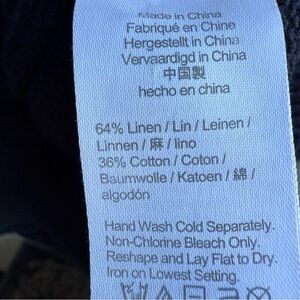 Made in China
Fabriqué en Chine
Hergestellt in China
Vervaardigd in China
中国製
hecho en china
64% Linen / Lin / Leinen /
Linnen / 麻 / lino
36% Cotton / Coton /
Baumwolle / Katoen / 綿 /
algodón
Hand Wash Cold Separately.
Non-Chlorine Bleach Only.
Reshape and Lay Flat to Dry.
Iron on Lowest Setting.